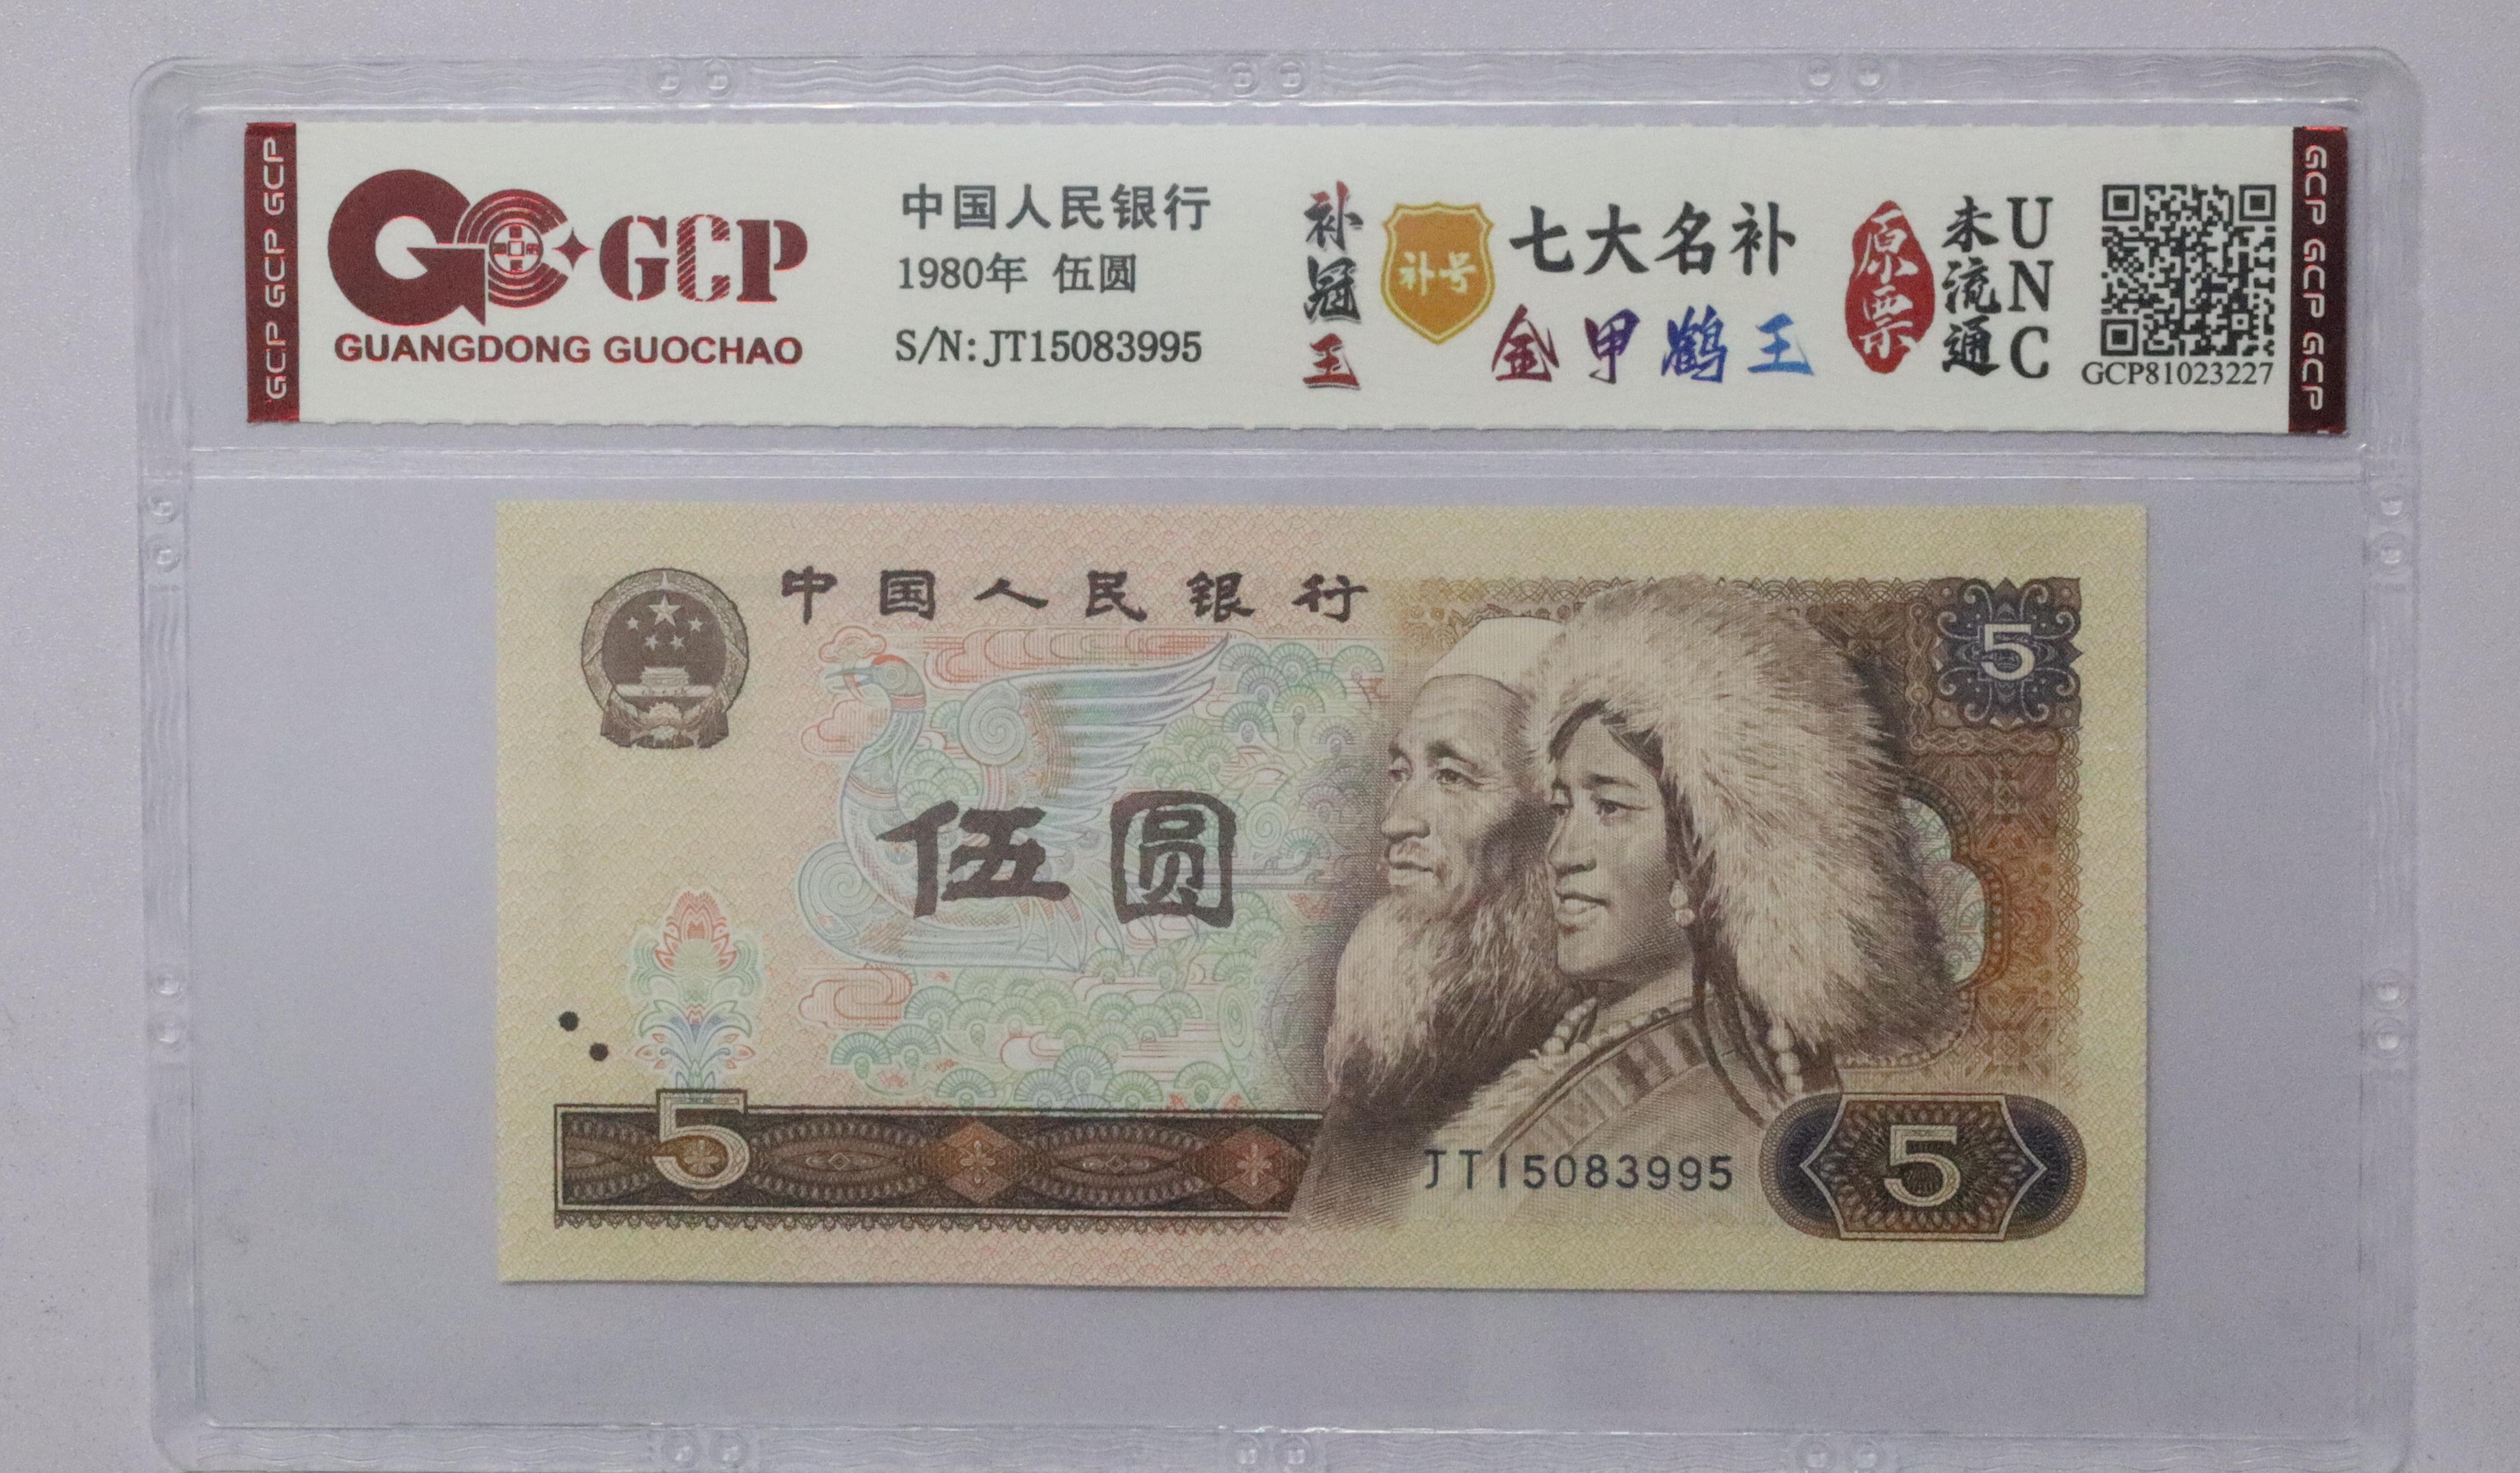 GCP GCP GCP
GCP
GUANGDONG GUOCHAO
中国人民银行
1980年 伍圆
S/N: JT15083995
补冠王
补号
七大名补
金甲鹤王
原票
未流通
UNC
GCP81023227
GCP GCP GCP
中国人民银行
5
伍圆
5
JT15083995
5